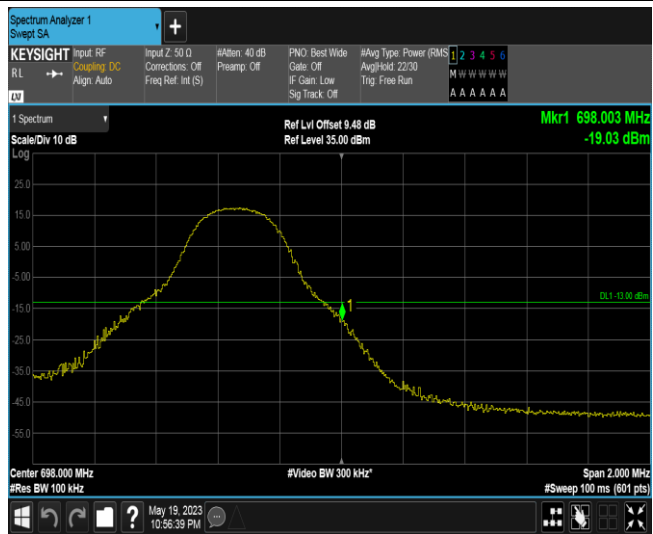 Spectrum Analyzer 1
Swept SA
+
KEYSIGHT
RL
Input: RF
Coupling: DC
Align: Auto
Input Z: 50 Ω
Corrections: Off
Freq Ref: Int (S)
#Atten: 40 dB
Preamp: Off
PNO: Best Wide
Gate: Off
IF Gain: Low
Sig Track: Off
#Avg Type: Power (RMS
Avg|Hold: 22/30
Trig: Free Run
1 2 3 4 5 6
M W W W W W
A A A A A A
1 Spectrum
Scale/Div 10 dB
Log
Ref Lvl Offset 9.48 dB
Ref Level 35.00 dBm
Mkr1 698.003 MHz
-19.03 dBm
25.0
15.0
5.00
-5.00
-15.0
-35.0
-45.0
-55.0
DL1 -13.00 dBm
1
Center 698.000 MHz
#Res BW 100 kHz
#Video BW 300 kHz*
Span 2.000 MHz
#Sweep 100 ms (601 pts)
?
May 19, 2023
10:56:39 PM